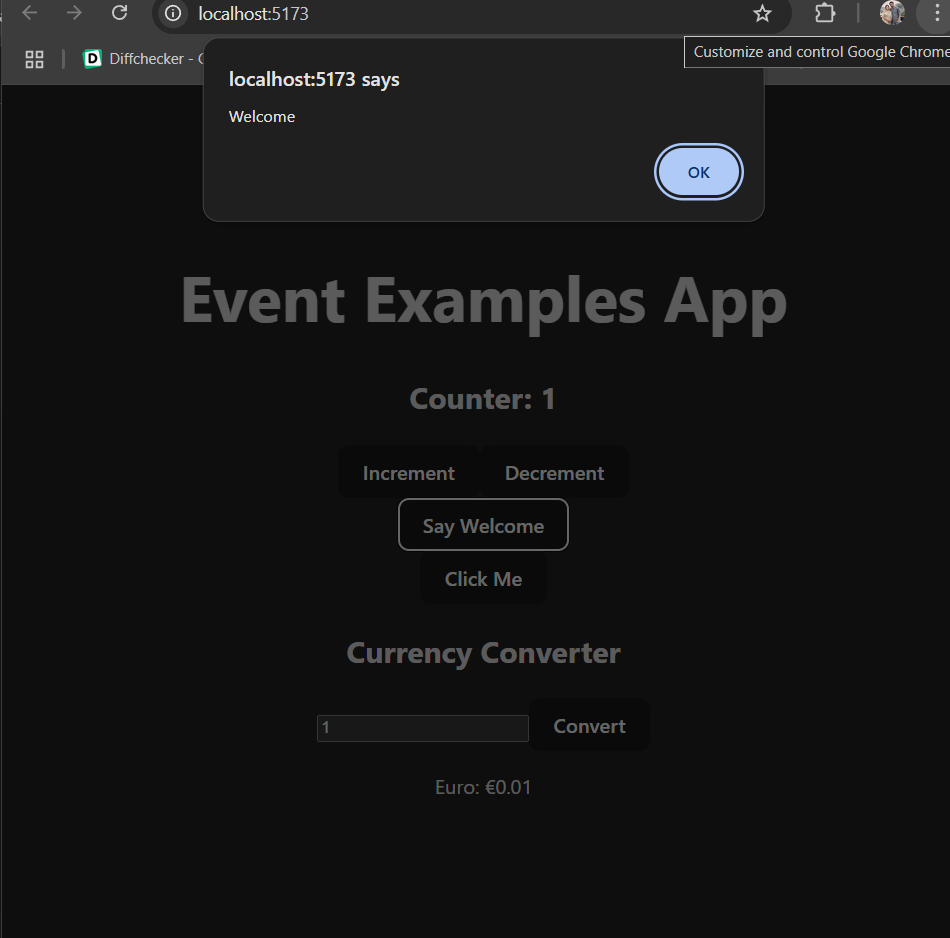 localhost:5173
Customize and control Google Chrome
Diffchecker -
localhost:5173 says
Welcome
OK
Event Examples App
Counter: 1
Increment Decrement
Say Welcome
Click Me
Currency Converter
1 Convert
Euro: €0.01